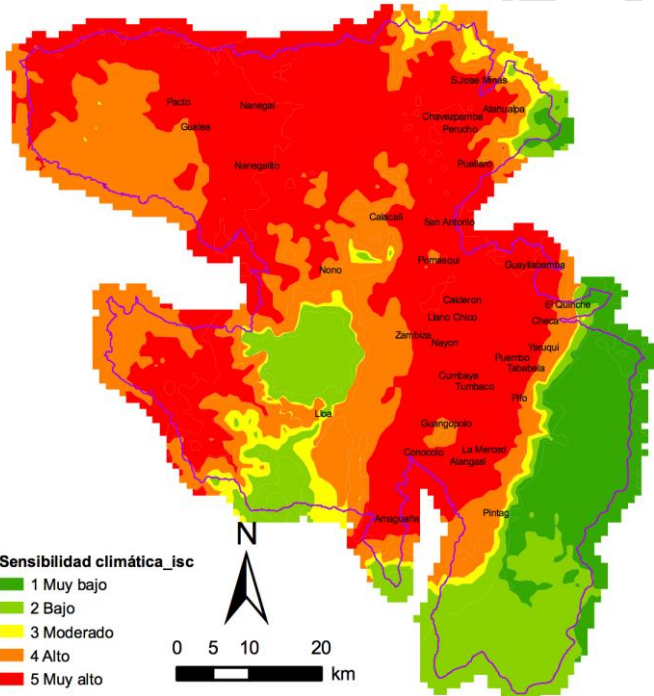 S.Jose Minas
Pacto
Nanegal
Atahualpa
Chavezpamba
Gualea
Perucho
Nanegalito
Puellaro
Calacali
San Antonio
Pomasqui
Guayllabamba
Nono
Calderon
El Quinche
Llano Chico
Checa
Zambiza
Nayon
Yaruqui
Puembo
Tababela
Cumbaya
Tumbaco
Pifo
Lloa
Guangopolo
Conocoto
La Merced
Alangasi
Amaguaña
Pintag
N
Sensibilidad climática_isc
1 Muy bajo
2 Bajo
3 Moderado
4 Alto
5 Muy alto
0 5 10 20
km